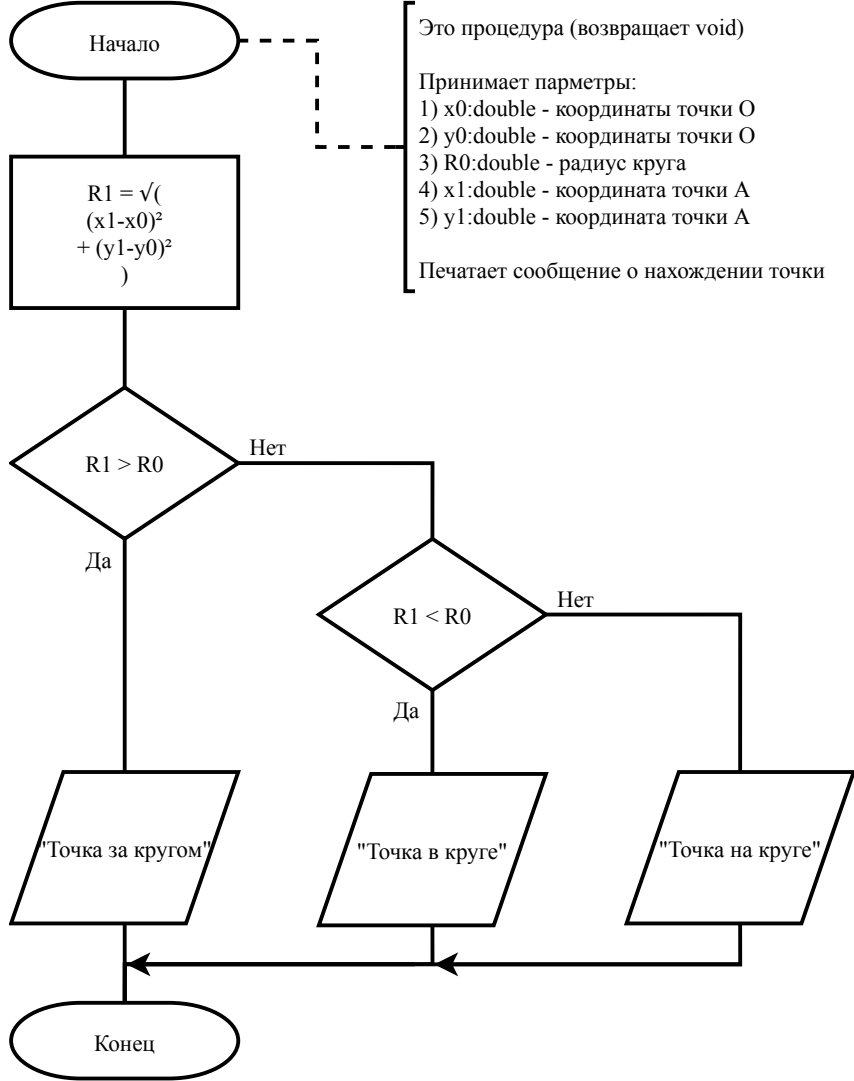 Начало
Это процедура (возвращает void)
Принимает парметры:
1) x0:double - координаты точки О
2) y0:double - координаты точки О
3) R0:double - радиус круга
4) x1:double - координата точки А
5) y1:double - координата точки А
Печатает сообщение о нахождении точки
R1 = √(
(x1-x0)²
+ (y1-y0)²
)
R1 > R0
Нет
Да
R1 < R0
Нет
Да
"Точка за кругом"
"Точка в круге"
"Точка на круге"
Конец